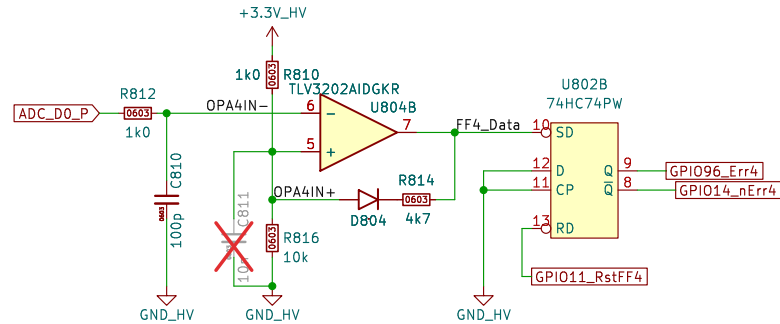 +3.3V_HV
1k0
0603
R810
TLV3202AIDGKR
U804B
R812
ADC_D0_P
0603
1k0
OPA4IN-
6
-
5
+
7
FF4_Data
C810
0603
100p
OPA4IN+
C811
10n
D804
R814
0603
4k7
0603
R816
10k
U802B
74HC74PW
10
SD
12
D
11
CP
13
RD
Q
9
Q
8
GPIO96_Err4
GPIO14_nErr4
GPIO11_RstFF4
GND_HV
GND_HV
GND_HV